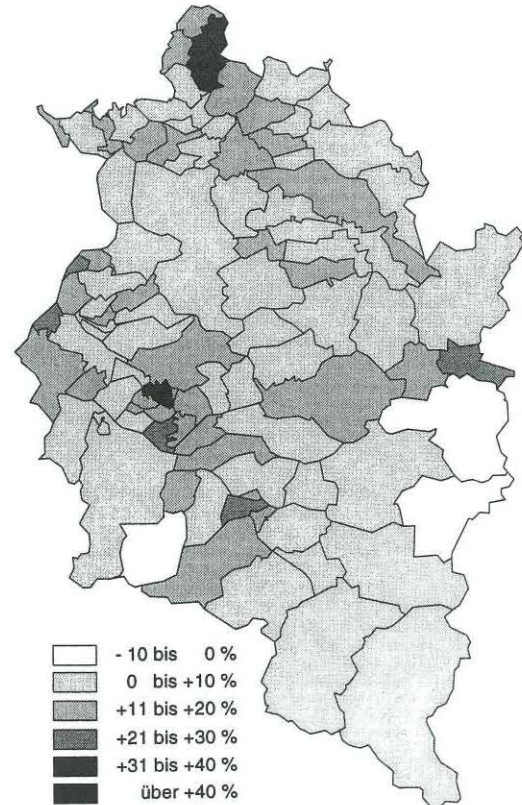 - 10 bis 0 %
0 bis +10 %
+11 bis +20 %
+21 bis +30 %
+31 bis +40 %
über +40 %